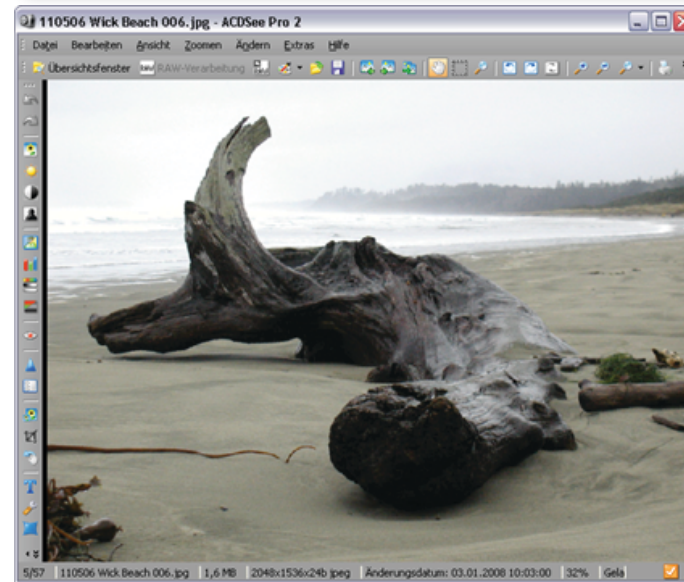 110506 Wick Beach 006.jpg - ACDSee Pro 2
Datei Bearbeiten Ansicht Zoomen Ändern Extras Hilfe
Übersichtsfenster RAW RAW-Verarbeitung
5/57 110506 Wick Beach 006.jpg 1,6 MB 2048x1536x24b jpeg Änderungsdatum: 03.01.2008 10:03:00 32% Gela